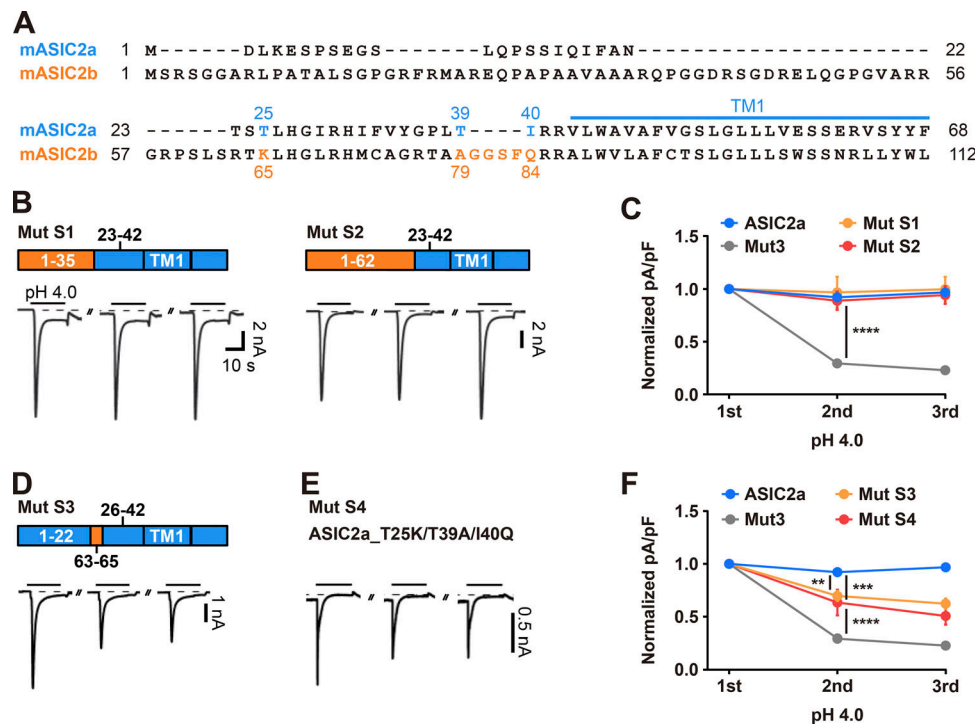 A
mASIC2a 1 M------DLKESPSEGS-------LQPSSIQIFAN--------------------- 22
mASIC2b 1 MSRSGGARLPATALSGPGRFRMAREQPAPAAVAAARQPGGDRSGDRELQGPGVARR 56
25 39 40 TM1
mASIC2a 23 ------TSTLHGIRHIFVYGPLT----IRRVLWAVAFVGSLGLLLVESSERVSYYF 68
mASIC2b 57 GRPSLSRTKLHGLRHMCAGRTAAGGSFQRRALWVLAFCTSLGLLLSWSSNRLLYWL 112
65 79 84
B
Mut S1
23-42
1-35 TM1
pH 4.0
//
//
2 nA
10 s
Mut S2
23-42
1-62 TM1
//
//
2 nA
C
ASIC2a
Mut S1
Mut3
Mut S2
Normalized pA/pF
1.5
1.0
0.5
0.0
****
1st 2nd 3rd
pH 4.0
D
Mut S3
26-42
1-22 TM1
63-65
//
//
1 nA
E
Mut S4
ASIC2a_T25K/T39A/I40Q
//
//
0.5 nA
F
ASIC2a
Mut S3
Mut3
Mut S4
Normalized pA/pF
1.5
1.0
0.5
0.0
**
***
****
1st 2nd 3rd
pH 4.0